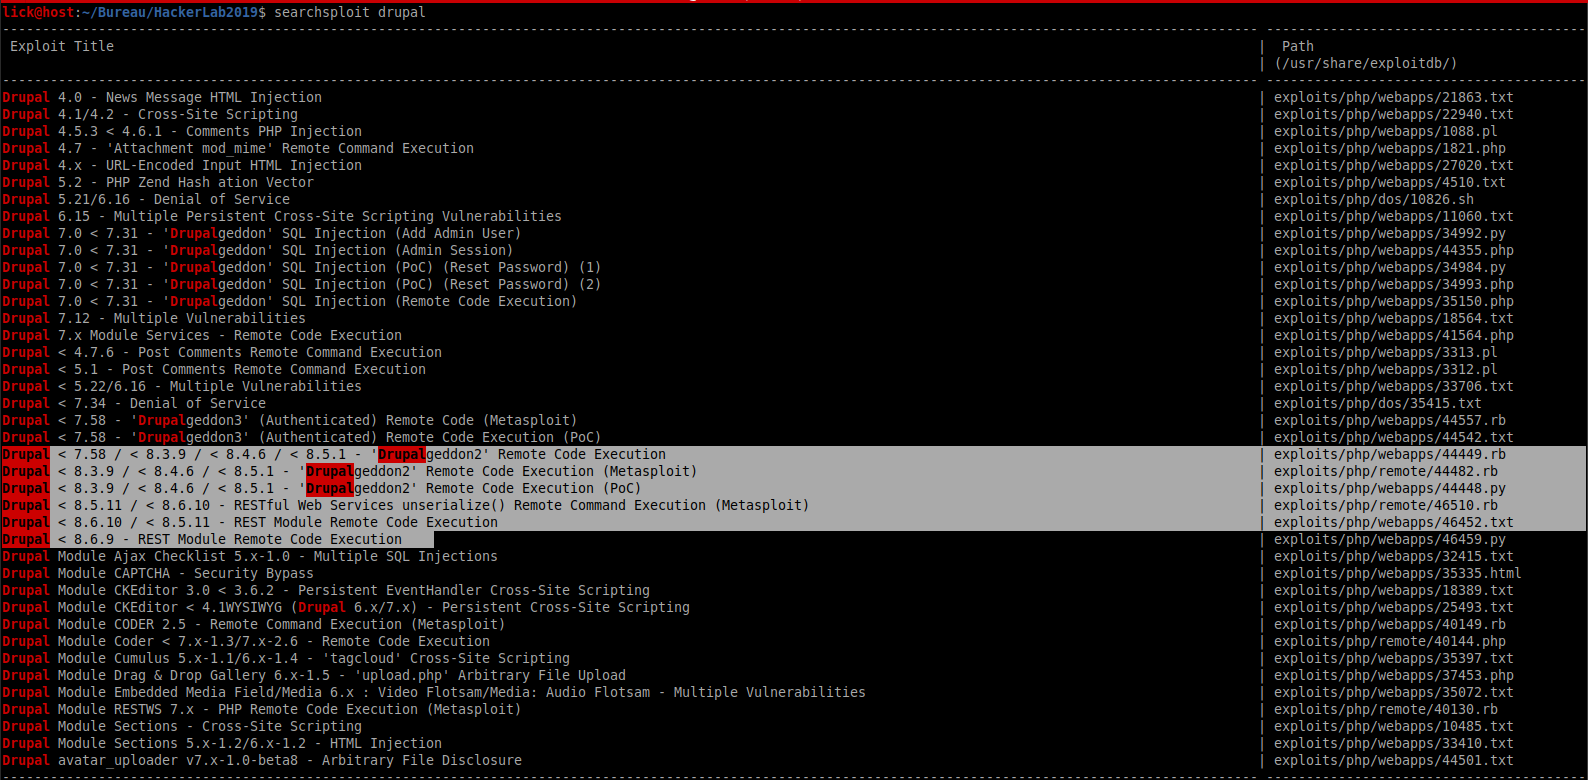 lick@host:~/Bureau/HackerLab2019$ searchsploit drupal
Exploit Title | Path
| (/usr/share/exploitdb/)
Drupal 4.0 - News Message HTML Injection | exploits/php/webapps/21863.txt
Drupal 4.1/4.2 - Cross-Site Scripting | exploits/php/webapps/22940.txt
Drupal 4.5.3 < 4.6.1 - Comments PHP Injection | exploits/php/webapps/1088.pl
Drupal 4.7 - 'Attachment mod_mime' Remote Command Execution | exploits/php/webapps/1821.php
Drupal 4.x - URL-Encoded Input HTML Injection | exploits/php/webapps/27020.txt
Drupal 5.2 - PHP Zend Hash ation Vector | exploits/php/webapps/4510.txt
Drupal 5.21/6.16 - Denial of Service | exploits/php/dos/10826.sh
Drupal 6.15 - Multiple Persistent Cross-Site Scripting Vulnerabilities | exploits/php/webapps/11060.txt
Drupal 7.0 < 7.31 - 'Drupalgeddon' SQL Injection (Add Admin User) | exploits/php/webapps/34992.py
Drupal 7.0 < 7.31 - 'Drupalgeddon' SQL Injection (Admin Session) | exploits/php/webapps/44355.php
Drupal 7.0 < 7.31 - 'Drupalgeddon' SQL Injection (PoC) (Reset Password) (1) | exploits/php/webapps/34984.py
Drupal 7.0 < 7.31 - 'Drupalgeddon' SQL Injection (PoC) (Reset Password) (2) | exploits/php/webapps/34993.php
Drupal 7.0 < 7.31 - 'Drupalgeddon' SQL Injection (Remote Code Execution) | exploits/php/webapps/35150.php
Drupal 7.12 - Multiple Vulnerabilities | exploits/php/webapps/18564.txt
Drupal 7.x Module Services - Remote Code Execution | exploits/php/webapps/41564.php
Drupal < 4.7.6 - Post Comments Remote Command Execution | exploits/php/webapps/3313.pl
Drupal < 5.1 - Post Comments Remote Command Execution | exploits/php/webapps/3312.pl
Drupal < 5.22/6.16 - Multiple Vulnerabilities | exploits/php/webapps/33706.txt
Drupal < 7.34 - Denial of Service | exploits/php/dos/35415.txt
Drupal < 7.58 - 'Drupalgeddon3' (Authenticated) Remote Code (Metasploit) | exploits/php/webapps/44557.rb
Drupal < 7.58 - 'Drupalgeddon3' (Authenticated) Remote Code Execution (PoC) | exploits/php/webapps/44542.txt
Drupal < 7.58 / < 8.3.9 / < 8.4.6 / < 8.5.1 - 'Drupalgeddon2' Remote Code Execution | exploits/php/webapps/44449.rb
Drupal < 8.3.9 / < 8.4.6 / < 8.5.1 - 'Drupalgeddon2' Remote Code Execution (Metasploit) | exploits/php/remote/44482.rb
Drupal < 8.3.9 / < 8.4.6 / < 8.5.1 - 'Drupalgeddon2' Remote Code Execution (PoC) | exploits/php/webapps/44448.py
Drupal < 8.5.11 / < 8.6.10 - RESTful Web Services unserialize() Remote Command Execution (Metasploit) | exploits/php/remote/46510.rb
Drupal < 8.6.10 / < 8.5.11 - REST Module Remote Code Execution | exploits/php/webapps/46452.txt
Drupal < 8.6.9 - REST Module Remote Code Execution | exploits/php/webapps/46459.py
Drupal Module Ajax Checklist 5.x-1.0 - Multiple SQL Injections | exploits/php/webapps/32415.txt
Drupal Module CAPTCHA - Security Bypass | exploits/php/webapps/35335.html
Drupal Module CKEditor 3.0 < 3.6.2 - Persistent EventHandler Cross-Site Scripting | exploits/php/webapps/18389.txt
Drupal Module CKEditor < 4.1WYSIWYG (Drupal 6.x/7.x) - Persistent Cross-Site Scripting | exploits/php/webapps/25493.txt
Drupal Module CODER 2.5 - Remote Command Execution (Metasploit) | exploits/php/webapps/40149.rb
Drupal Module Coder < 7.x-1.3/7.x-2.6 - Remote Code Execution | exploits/php/remote/40144.php
Drupal Module Cumulus 5.x-1.1/6.x-1.4 - 'tagcloud' Cross-Site Scripting | exploits/php/webapps/35397.txt
Drupal Module Drag & Drop Gallery 6.x-1.5 - 'upload.php' Arbitrary File Upload | exploits/php/webapps/37453.php
Drupal Module Embedded Media Field/Media 6.x : Video Flotsam/Media: Audio Flotsam - Multiple Vulnerabilities | exploits/php/webapps/35072.txt
Drupal Module RESTWS 7.x - PHP Remote Code Execution (Metasploit) | exploits/php/remote/40130.rb
Drupal Module Sections - Cross-Site Scripting | exploits/php/webapps/10485.txt
Drupal Module Sections 5.x-1.2/6.x-1.2 - HTML Injection | exploits/php/webapps/33410.txt
Drupal avatar_uploader v7.x-1.0-beta8 - Arbitrary File Disclosure | exploits/php/webapps/44501.txt